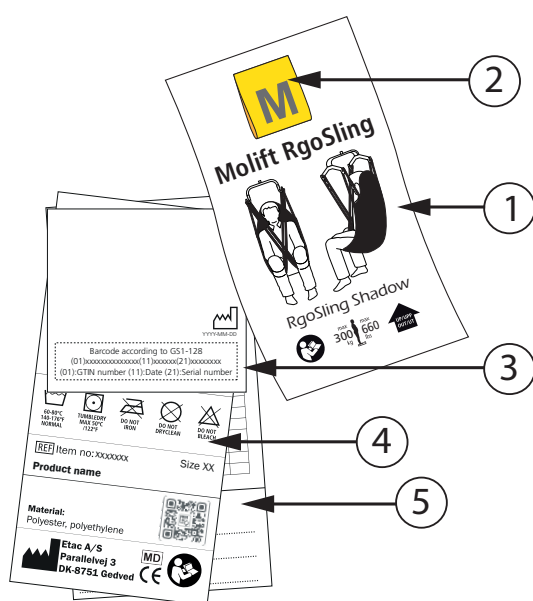 M
Molift RgoSling
RgoSling Shadow
max
300
kg
max
660
lbs
OP/UPP
OUT/UT
1
2
3
4
5
YYYY-MM-DD
Barcode according to GS1-128
(01)xxxxxxxxxxxxxx(11)xxxxxx(21)xxxxxxxx
(01):GTIN number (11):Date (21):Serial number
60-80°C
140-176°F
NORMAL
TUMBLEDRY
MAX 50°C
/122°F
DO NOT
IRON
DO NOT
DRYCLEAN
DO NOT
BLEACH
REF Item no:xxxxxxx
Size XX
Product name
Material:
Polyester, polyethylene
Etac A/S
Parallelvej 3
DK-8751 Gedved
MD
CE